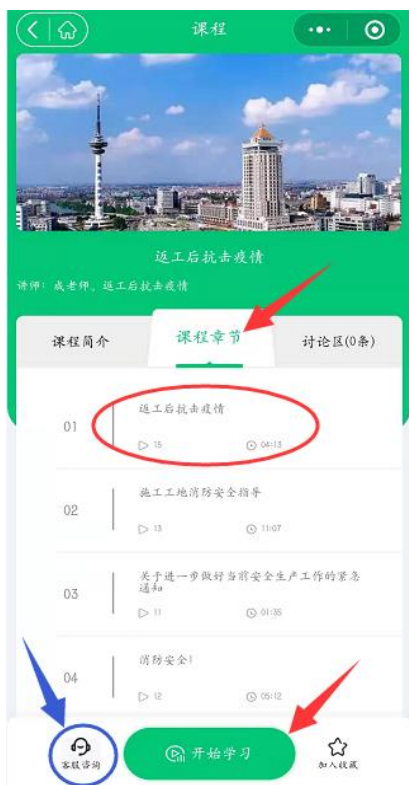 课程
返工后抗击疫情
讲师：成老师，返工后抗击疫情
课程简介
课程章节
讨论区(0条)
01
返工后抗击疫情
15
04:13
02
施工工地消防安全指导
13
11:07
03
关于进一步做好当前安全生产工作的紧急
通知
11
01:35
04
消防安全!
12
05:12
客服咨询
开始学习
加入收藏